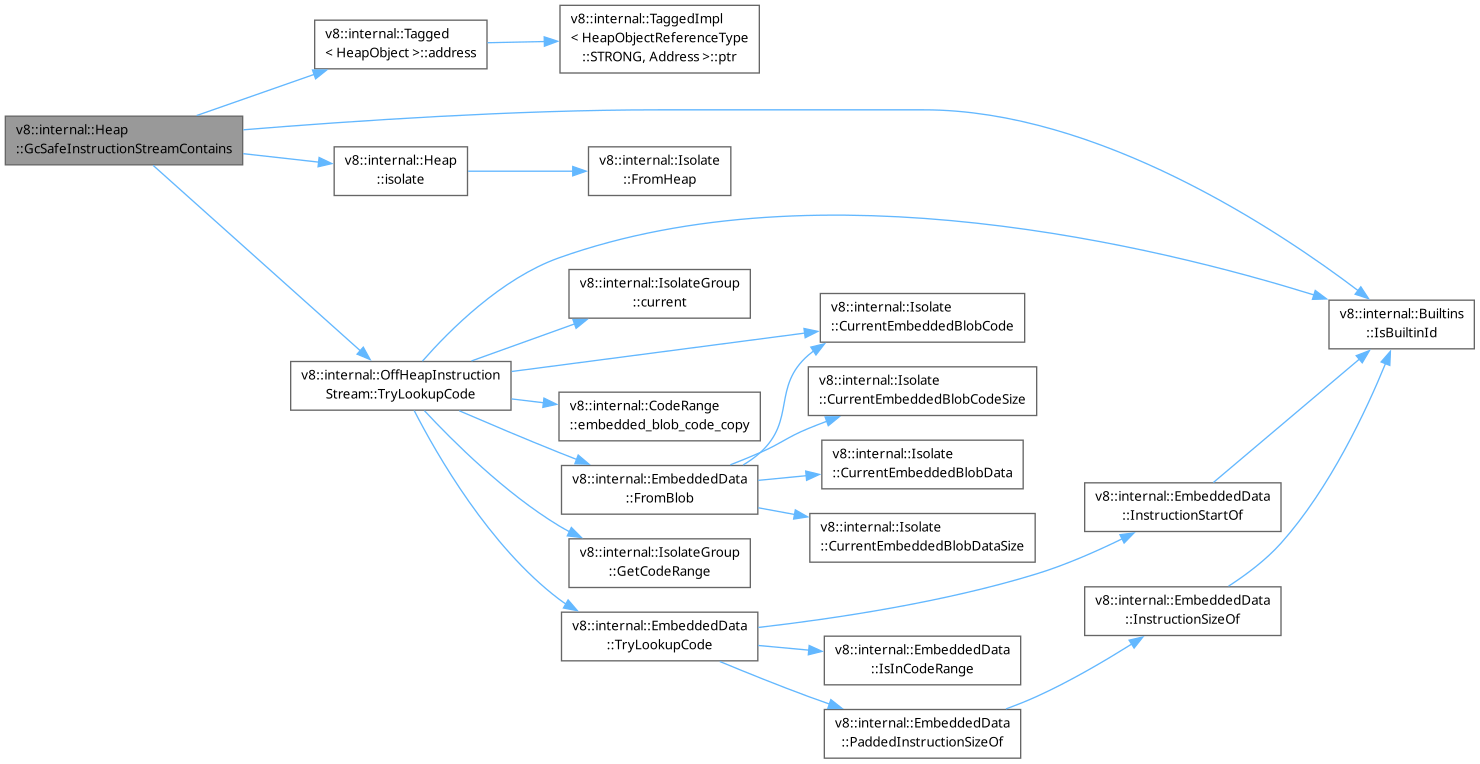 v8::internal::Tagged
< HeapObject >::address
v8::internal::TaggedImpl
< HeapObjectReferenceType
::STRONG, Address >::ptr
v8::internal::Heap
::GcSafeInstructionStreamContains
v8::internal::Heap
::isolate
v8::internal::Isolate
::FromHeap
v8::internal::IsolateGroup
::current
v8::internal::Isolate
::CurrentEmbeddedBlobCode
v8::internal::Builtins
::IsBuiltinId
v8::internal::OffHeapInstruction
Stream::TryLookupCode
v8::internal::Isolate
::CurrentEmbeddedBlobCodeSize
v8::internal::CodeRange
::embedded_blob_code_copy
v8::internal::Isolate
::CurrentEmbeddedBlobData
v8::internal::EmbeddedData
::FromBlob
v8::internal::Isolate
::CurrentEmbeddedBlobDataSize
v8::internal::EmbeddedData
::InstructionStartOf
v8::internal::IsolateGroup
::GetCodeRange
v8::internal::EmbeddedData
::InstructionSizeOf
v8::internal::EmbeddedData
::TryLookupCode
v8::internal::EmbeddedData
::IsInCodeRange
v8::internal::EmbeddedData
::PaddedInstructionSizeOf